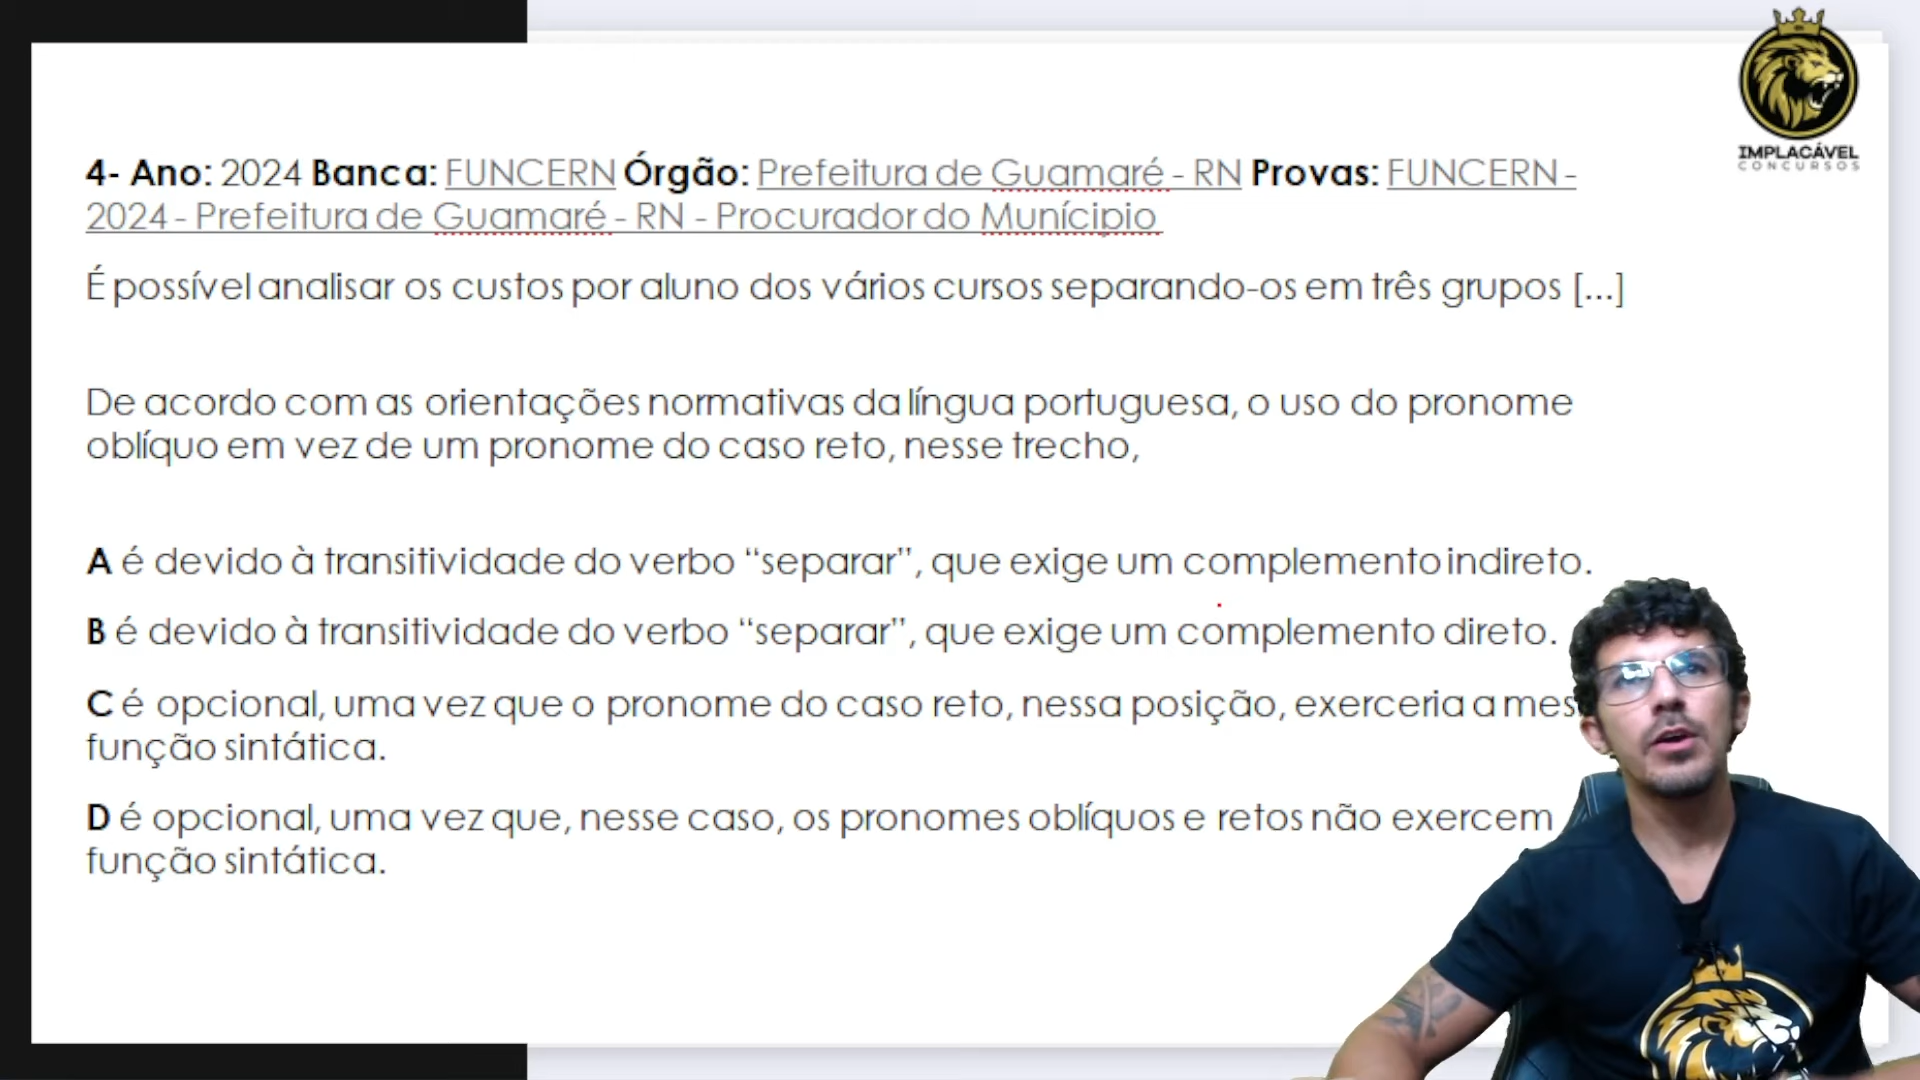 IMPLACÁVEL
CONCURSOS
4- Ano: 2024 Banca: FUNCERN Órgão: Prefeitura de Guamaré - RN Provas: FUNCERN -
2024 - Prefeitura de Guamaré - RN - Procurador do Munícipio
É possível analisar os custos por aluno dos vários cursos separando-os em três grupos [...]
De acordo com as orientações normativas da língua portuguesa, o uso do pronome
oblíquo em vez de um pronome do caso reto, nesse trecho,
A é devido à transitividade do verbo “separar”, que exige um complemento indireto.
B é devido à transitividade do verbo “separar”, que exige um complemento direto.
C é opcional, uma vez que o pronome do caso reto, nessa posição, exerceria a mes
função sintática.
D é opcional, uma vez que, nesse caso, os pronomes oblíquos e retos não exercem
função sintática.